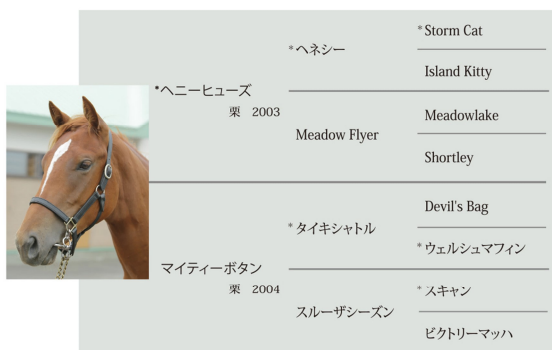 *ヘニーヒューズ
栗 2003
*ヘネシー
*Storm Cat
Island Kitty
Meadow Flyer
Meadowlake
Shortley
マイティーボタン
栗 2004
*タイキシャトル
Devil's Bag
*ウェルシュマフィン
スルーザシーズン
*スキャン
ビクトリーマッハ